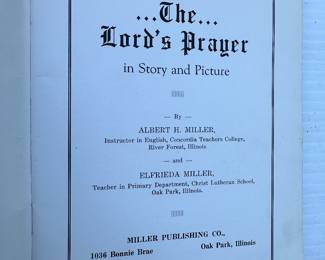 ...The...
Lord's Prayer
in Story and Picture
— By —
ALBERT H. MILLER,
Instructor in English, Concordia Teachers College,
River Forest, Illinois
— and —
ELFRIEDA MILLER,
Teacher in Primary Department, Christ Lutheran School,
Oak Park, Illinois.
MILLER PUBLISHING CO.,
1036 Bonnie Brae Oak Park, Illinois